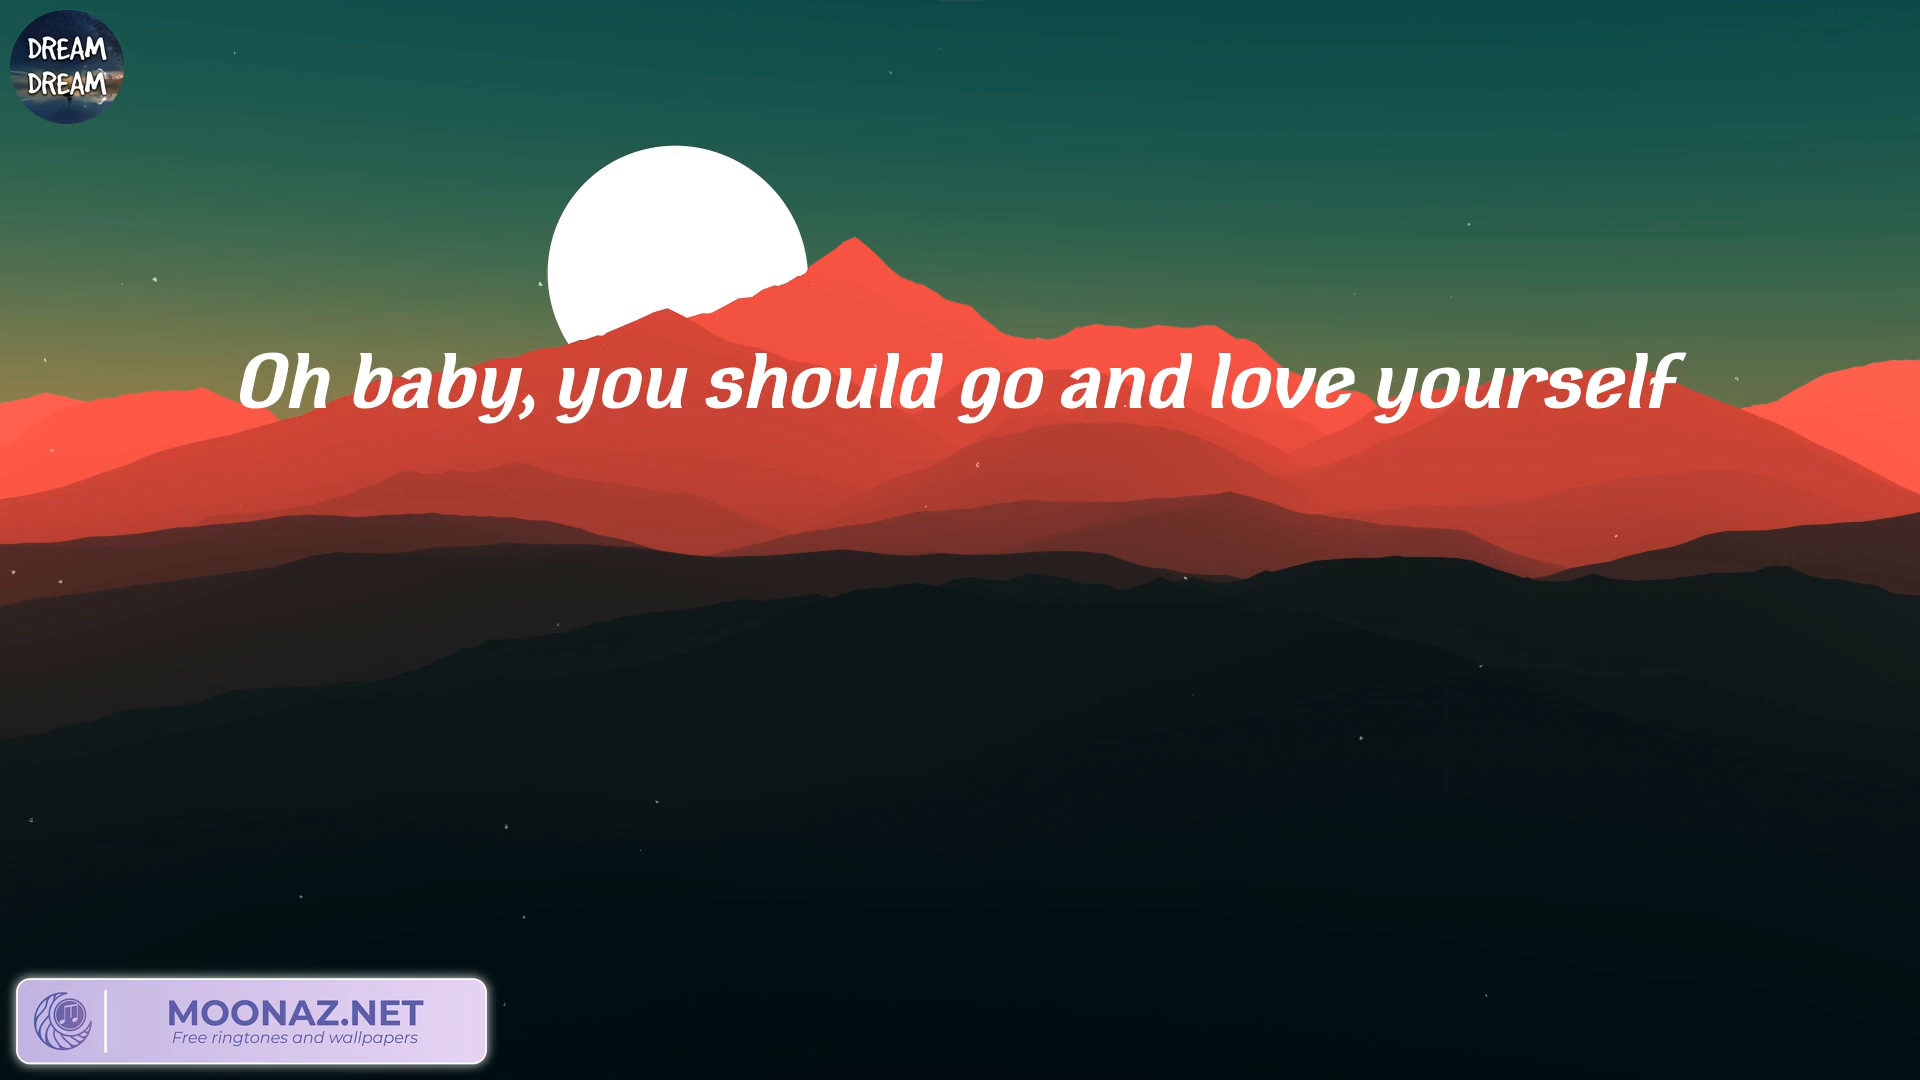 DREAM
DREAM
Oh baby, you should go and love yourself
MOONAZ.NET
Free ringtones and wallpapers